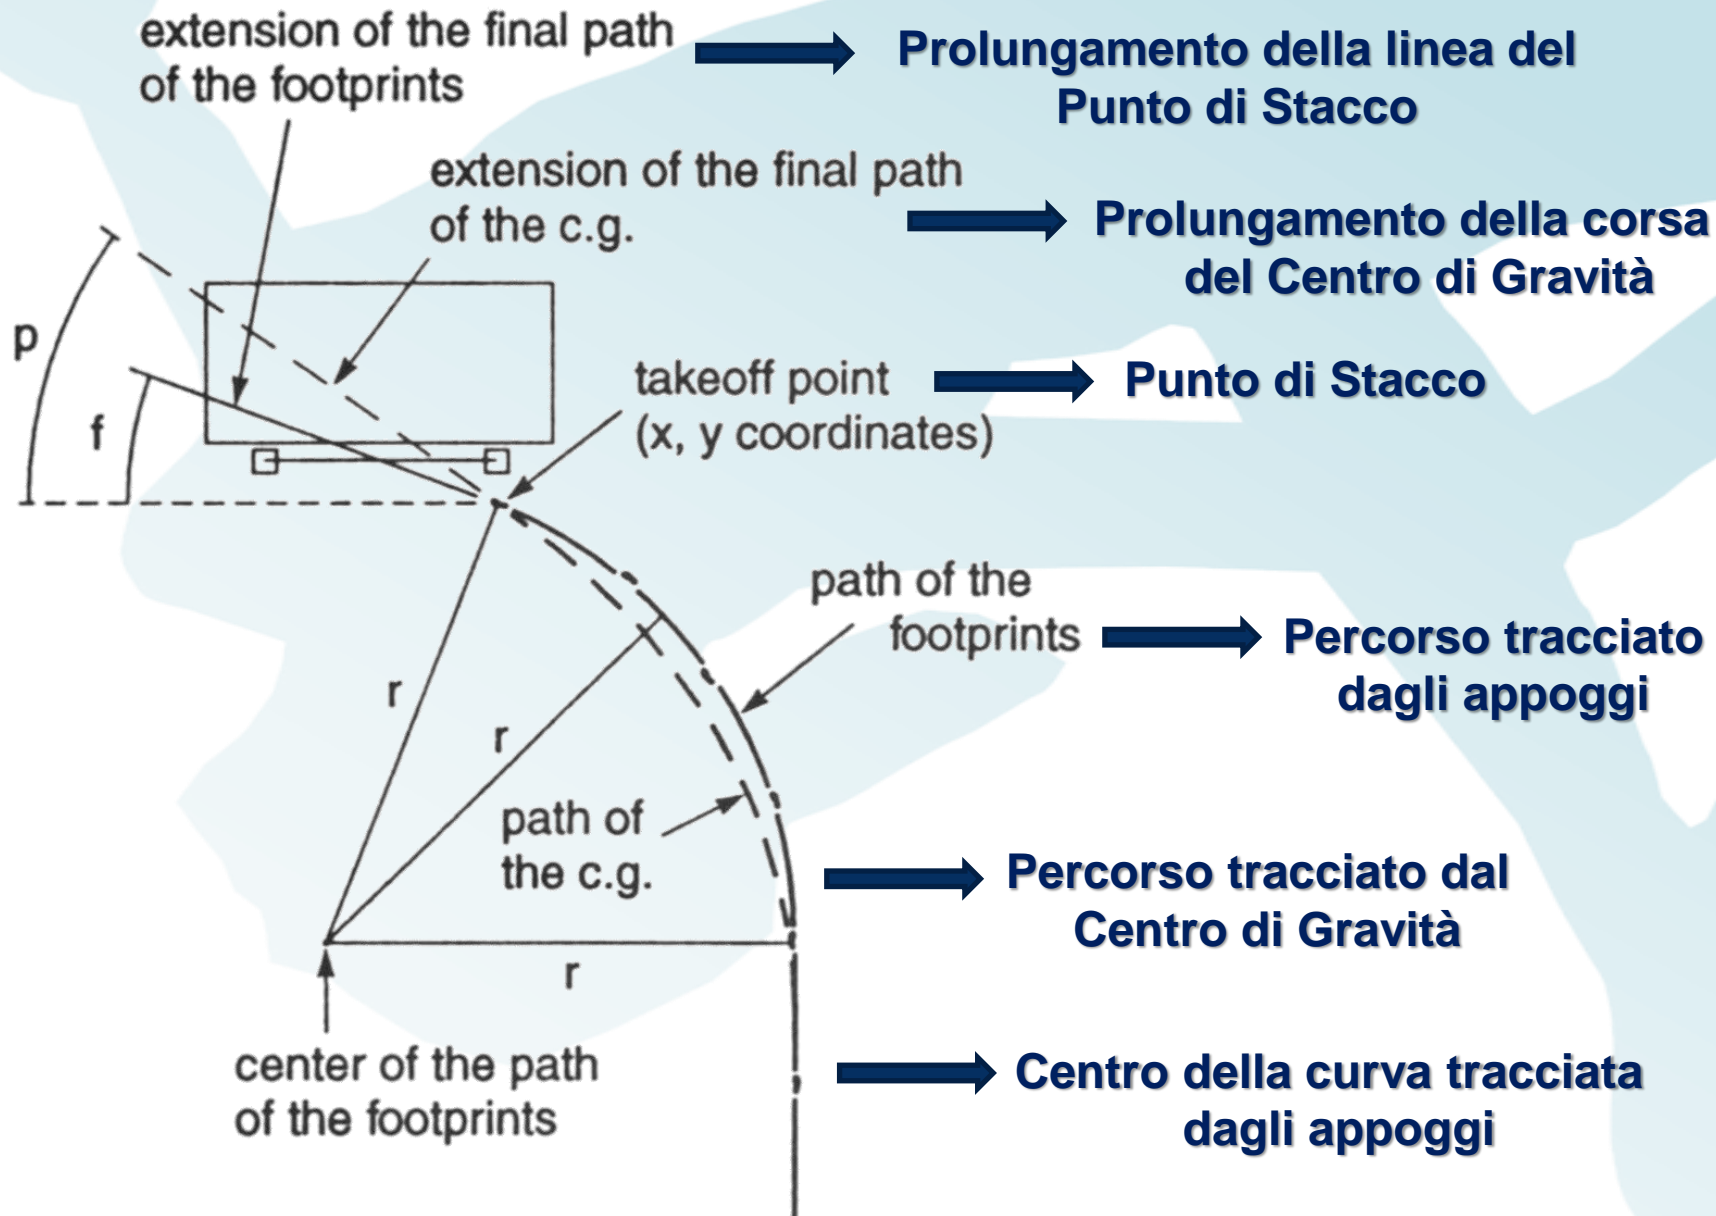 extension of the final path
of the footprints
Prolungamento della linea del
Punto di Stacco
extension of the final path
of the c.g.
Prolungamento della corsa
del Centro di Gravità
p
f
takeoff point
(x, y coordinates)
Punto di Stacco
path of the
footprints
Percorso tracciato
dagli appoggi
r
r
path of
the c.g.
Percorso tracciato dal
Centro di Gravità
r
center of the path
of the footprints
Centro della curva tracciata
dagli appoggi